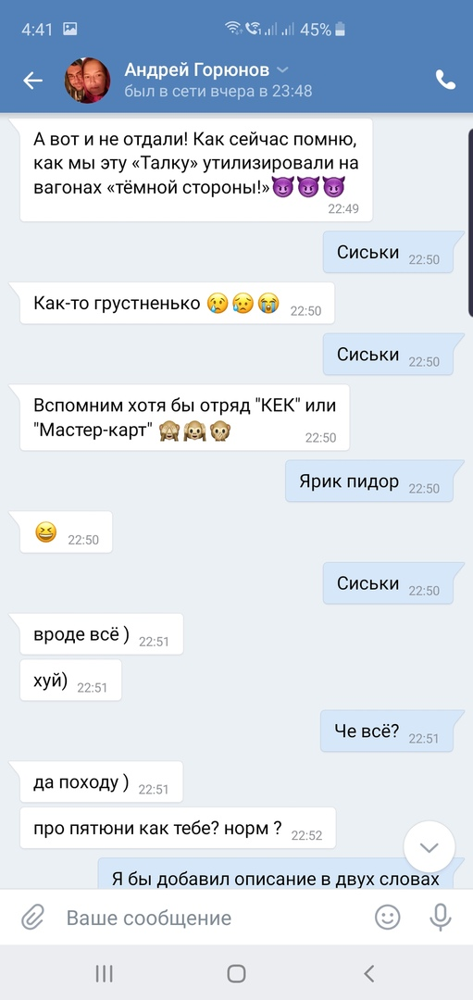 4:41
45%
Андрей Горюнов
был в сети вчера в 23:48
А вот и не отдали! Как сейчас помню,
как мы эту «Талку» утилизировали на
вагонах «тёмной стороны!»😈😈😈
22:49
Сиськи 22:50
Как-то грустненько 😢😥😭 22:50
Сиськи 22:50
Вспомним хотя бы отряд "КЕК" или
"Мастер-карт" 🙈🙉🙊 22:50
Ярик пидор 22:50
😆 22:50
Сиськи 22:50
вроде всё ) 22:51
хуй) 22:51
Че всё? 22:51
да походу ) 22:51
про пятюни как тебе? норм ? 22:52
Я бы добавил описание в двух словах
Ваше сообщение